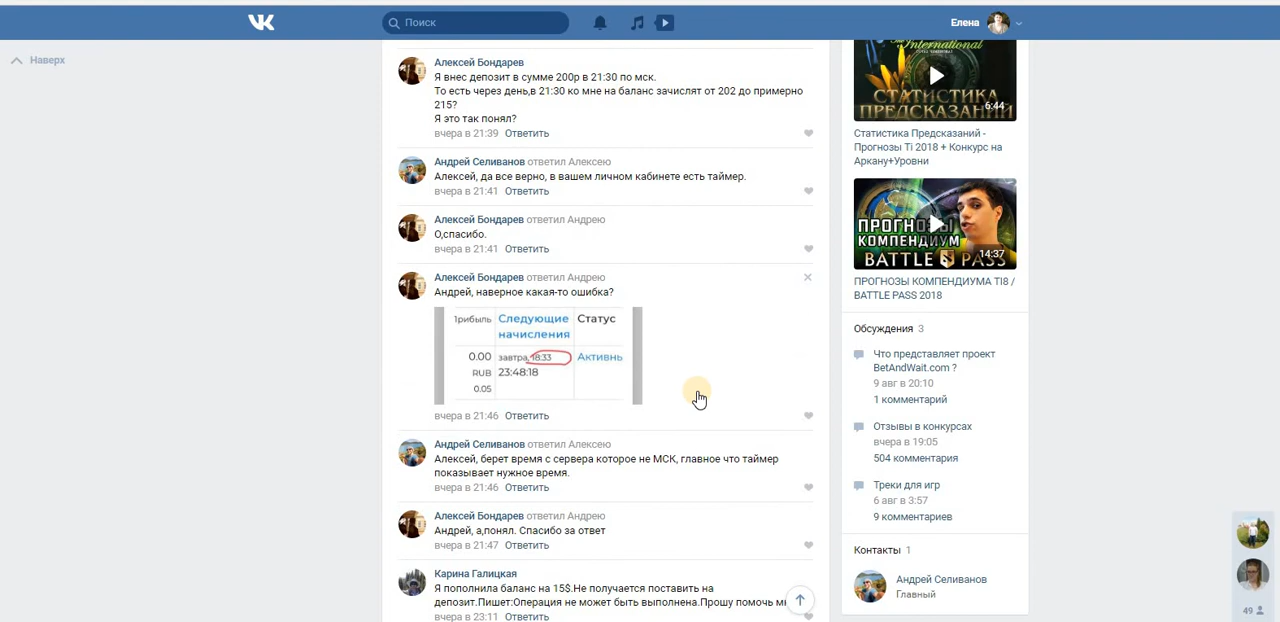 Поиск
Елена
Наверх
Алексей Бондарев
Я внес депозит в сумме 200р в 21:30 по мск.
То есть через день,в 21:30 ко мне на баланс зачислят от 202 до примерно
215?
Я это так понял?
вчера в 21:39 Ответить
Андрей Селиванов ответил Алексею
Алексей, да все верно, в вашем личном кабинете есть таймер.
вчера в 21:41 Ответить
Алексей Бондарев ответил Андрею
О,спасибо.
вчера в 21:41 Ответить
Алексей Бондарев ответил Андрею
Андрей, наверное какая-то ошибка?
Следующие Статус
начисления
0.00 завтра, 18:33 Активнь
RUB 23:48:18
0.05
вчера в 21:46 Ответить
Андрей Селиванов ответил Алексею
Алексей, берет время с сервера которое не МСК, главное что таймер
показывает нужное время.
вчера в 21:46 Ответить
Алексей Бондарев ответил Андрею
Андрей, а,понял. Спасибо за ответ
вчера в 21:47 Ответить
Карина Галицкая
Я пополнила баланс на 15$.Не получается поставить на
депозит.Пишет:Операция не может быть выполнена.Прошу помочь
вчера в 23:11 Ответить
The International
СТАТИСТИКА
ПРЕДСКАЗАНИЙ
6:44
Статистика Предсказаний -
Прогнозы Ti 2018 + Конкурс на
Аркану+Уровни
ПРОГНОЗЫ
КОМПЕНДИУМ
BATTLE PASS
14:37
ПРОГНОЗЫ КОМПЕНДИУМА TI8 /
BATTLE PASS 2018
Обсуждения 3
Что представляет проект
BetAndWait.com ?
9 авг в 20:10
1 комментарий
Отзывы в конкурсах
вчера в 19:05
504 комментария
Треки для игр
6 авг в 3:57
9 комментариев
Контакты 1
Андрей Селиванов
Главный
49